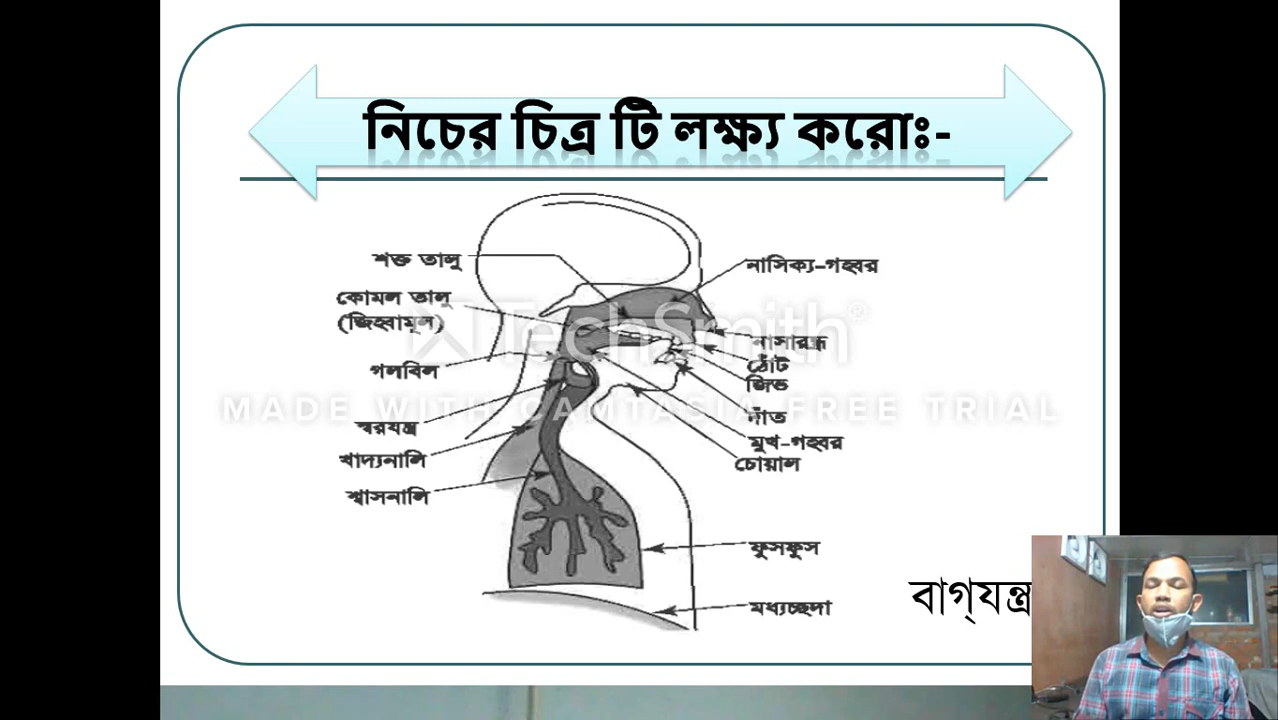 নিচের চিত্র টি লক্ষ্য করোঃ-
শক্ত তালু
নাসিক্য-গহ্বর
কোমল তালু
(জিহ্বামূল)
TechSmith®
নাসারন্ধ্র
ঠোঁট
গলবিল
জিভ
MADE WITH CAMTASIA FREE TRIAL
দাঁত
স্বরযন্ত্র
মুখ-গহ্বর
খাদ্যনালি
চোয়াল
শ্বাসনালি
ফুসফুস
মধ্যচ্ছদা
বাগ্‌যন্ত্র